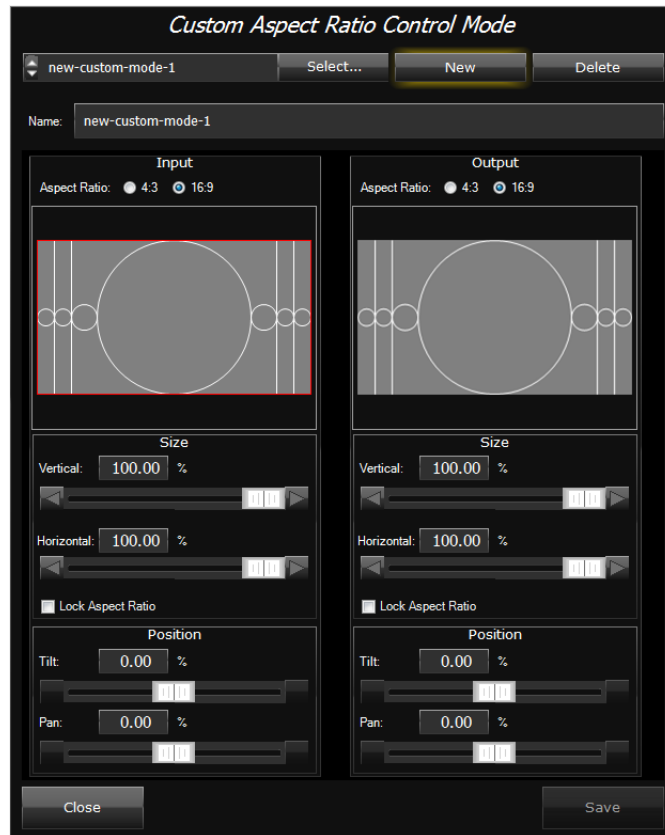 Custom Aspect Ratio Control Mode
new-custom-mode-1 Select... New Delete
Name: new-custom-mode-1
Input Output
Aspect Ratio: 4:3 16:9 Aspect Ratio: 4:3 16:9
Size Size
Vertical: 100.00 % Vertical: 100.00 %
Horizontal: 100.00 % Horizontal: 100.00 %
Lock Aspect Ratio Lock Aspect Ratio
Position Position
Tilt: 0.00 % Tilt: 0.00 %
Pan: 0.00 % Pan: 0.00 %
Close Save